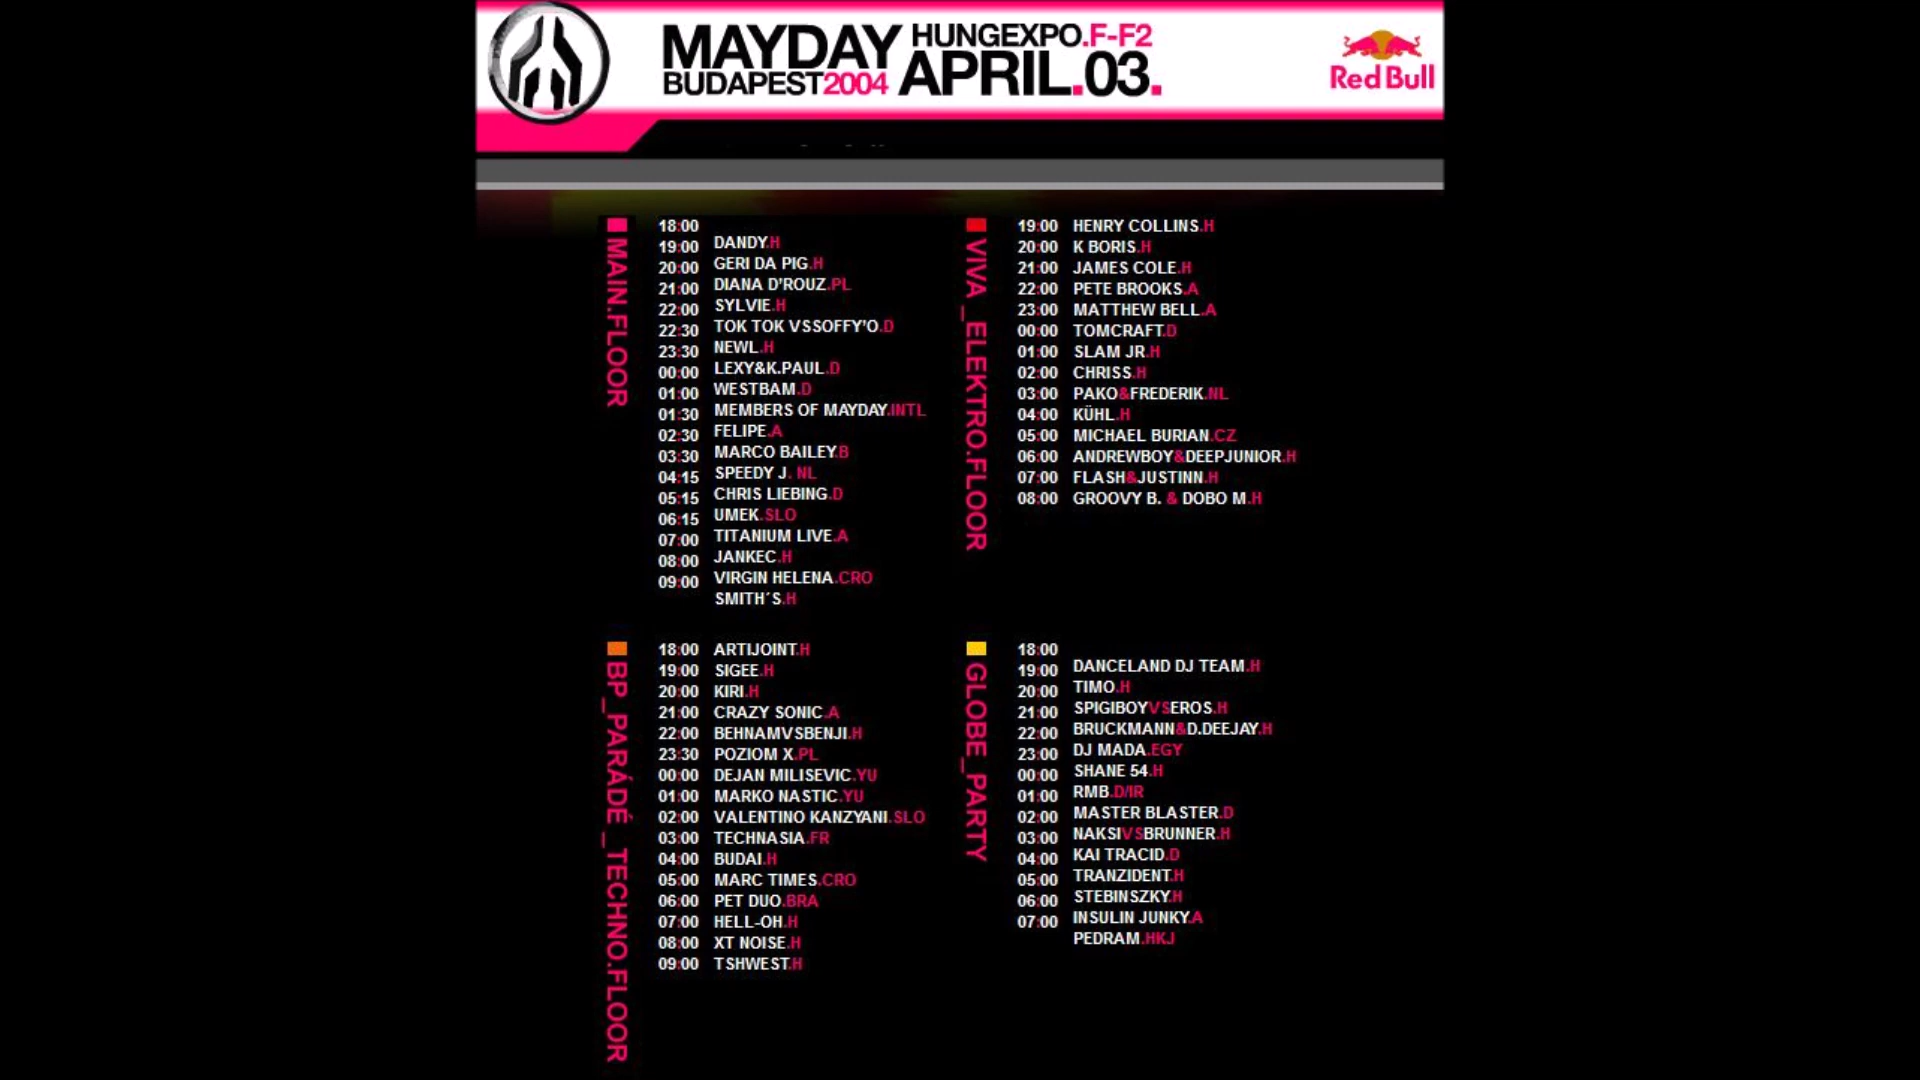 MAYDAY HUNGEXPO.F-F2
BUDAPEST2004 APRIL.03.
Red Bull
MAIN.FLOOR
18:00
19:00 DANDY.H
20:00 GERI DA PIG.H
21:00 DIANA D'ROUZ.PL
22:00 SYLVIE.H
22:30 TOK TOK VSSOFFY'O.D
23:30 NEWL.H
00:00 LEXY&K.PAUL.D
01:00 WESTBAM.D
01:30 MEMBERS OF MAYDAY.INTL
02:30 FELIPE.A
03:30 MARCO BAILEY.B
04:15 SPEEDY J. NL
05:15 CHRIS LIEBING.D
06:15 UMEK.SLO
07:00 TITANIUM LIVE.A
08:00 JANKEC.H
09:00 VIRGIN HELENA.CRO
SMITH´S.H
VIVA_ELEKTRO.FLOOR
19:00 HENRY COLLINS.H
20:00 K BORIS.H
21:00 JAMES COLE.H
22:00 PETE BROOKS.A
23:00 MATTHEW BELL.A
00:00 TOMCRAFT.D
01:00 SLAM JR.H
02:00 CHRISS.H
03:00 PAKO&FREDERIK.NL
04:00 KÜHL.H
05:00 MICHAEL BURIAN.CZ
06:00 ANDREWBOY&DEEPJUNIOR.H
07:00 FLASH&JUSTINN.H
08:00 GROOVY B. & DOBO M.H
BP_PARÁDÉ_TECHNO.FLOOR
18:00 ARTIJOINT.H
19:00 SIGEE.H
20:00 KIRI.H
21:00 CRAZY SONIC.A
22:00 BEHNAMVSBENJI.H
23:30 POZIOM X.PL
00:00 DEJAN MILISEVIC.YU
01:00 MARKO NASTIC.YU
02:00 VALENTINO KANZYANI.SLO
03:00 TECHNASIA.FR
04:00 BUDAI.H
05:00 MARC TIMES.CRO
06:00 PET DUO.BRA
07:00 HELL-OH.H
08:00 XT NOISE.H
09:00 TSHWEST.H
GLOBE_PARTY
18:00
19:00 DANCELAND DJ TEAM.H
20:00 TIMO.H
21:00 SPIGIBOYVSEROS.H
22:00 BRUCKMANN&D.DEEJAY.H
23:00 DJ MADA.EGY
00:00 SHANE 54.H
01:00 RMB.D/IR
02:00 MASTER BLASTER.D
03:00 NAKSIVSBRUNNER.H
04:00 KAI TRACID.D
05:00 TRANZIDENT.H
06:00 STEBINSZKY.H
07:00 INSULIN JUNKY.A
PEDRAM.HKJ